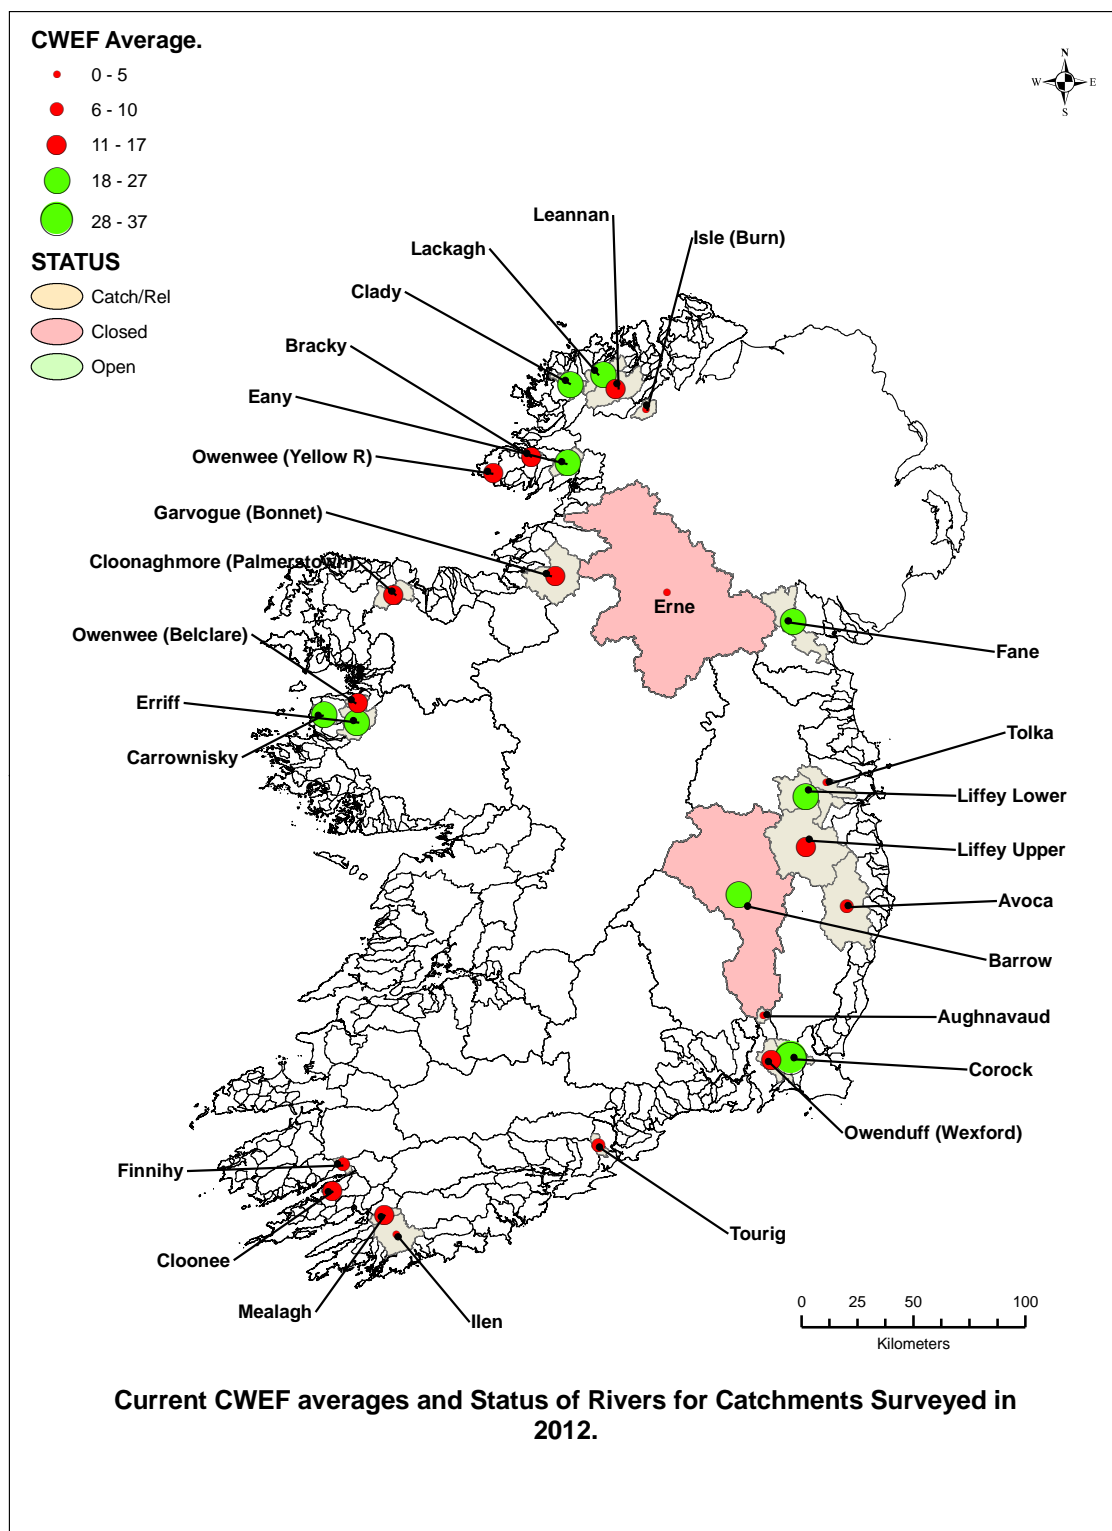 CWEF Average.
0 - 5
6 - 10
11 - 17
18 - 27
28 - 37
STATUS
Catch/Rel
Closed
Open
N
W E
S
Leannan
Isle (Burn)
Lackagh
Clady
Bracky
Eany
Owenwee (Yellow R)
Garvogue (Bonnet)
Cloonaghmore (Palmerstown)
Erne
Owenwee (Belclare)
Fane
Erriff
Tolka
Carrownisky
Liffey Lower
Liffey Upper
Avoca
Barrow
Aughnavaud
Corock
Owenduff (Wexford)
Finnihy
Tourig
Cloonee
Mealagh
Ilen
0 25 50 100
Kilometers
Current CWEF averages and Status of Rivers for Catchments Surveyed in
2012.